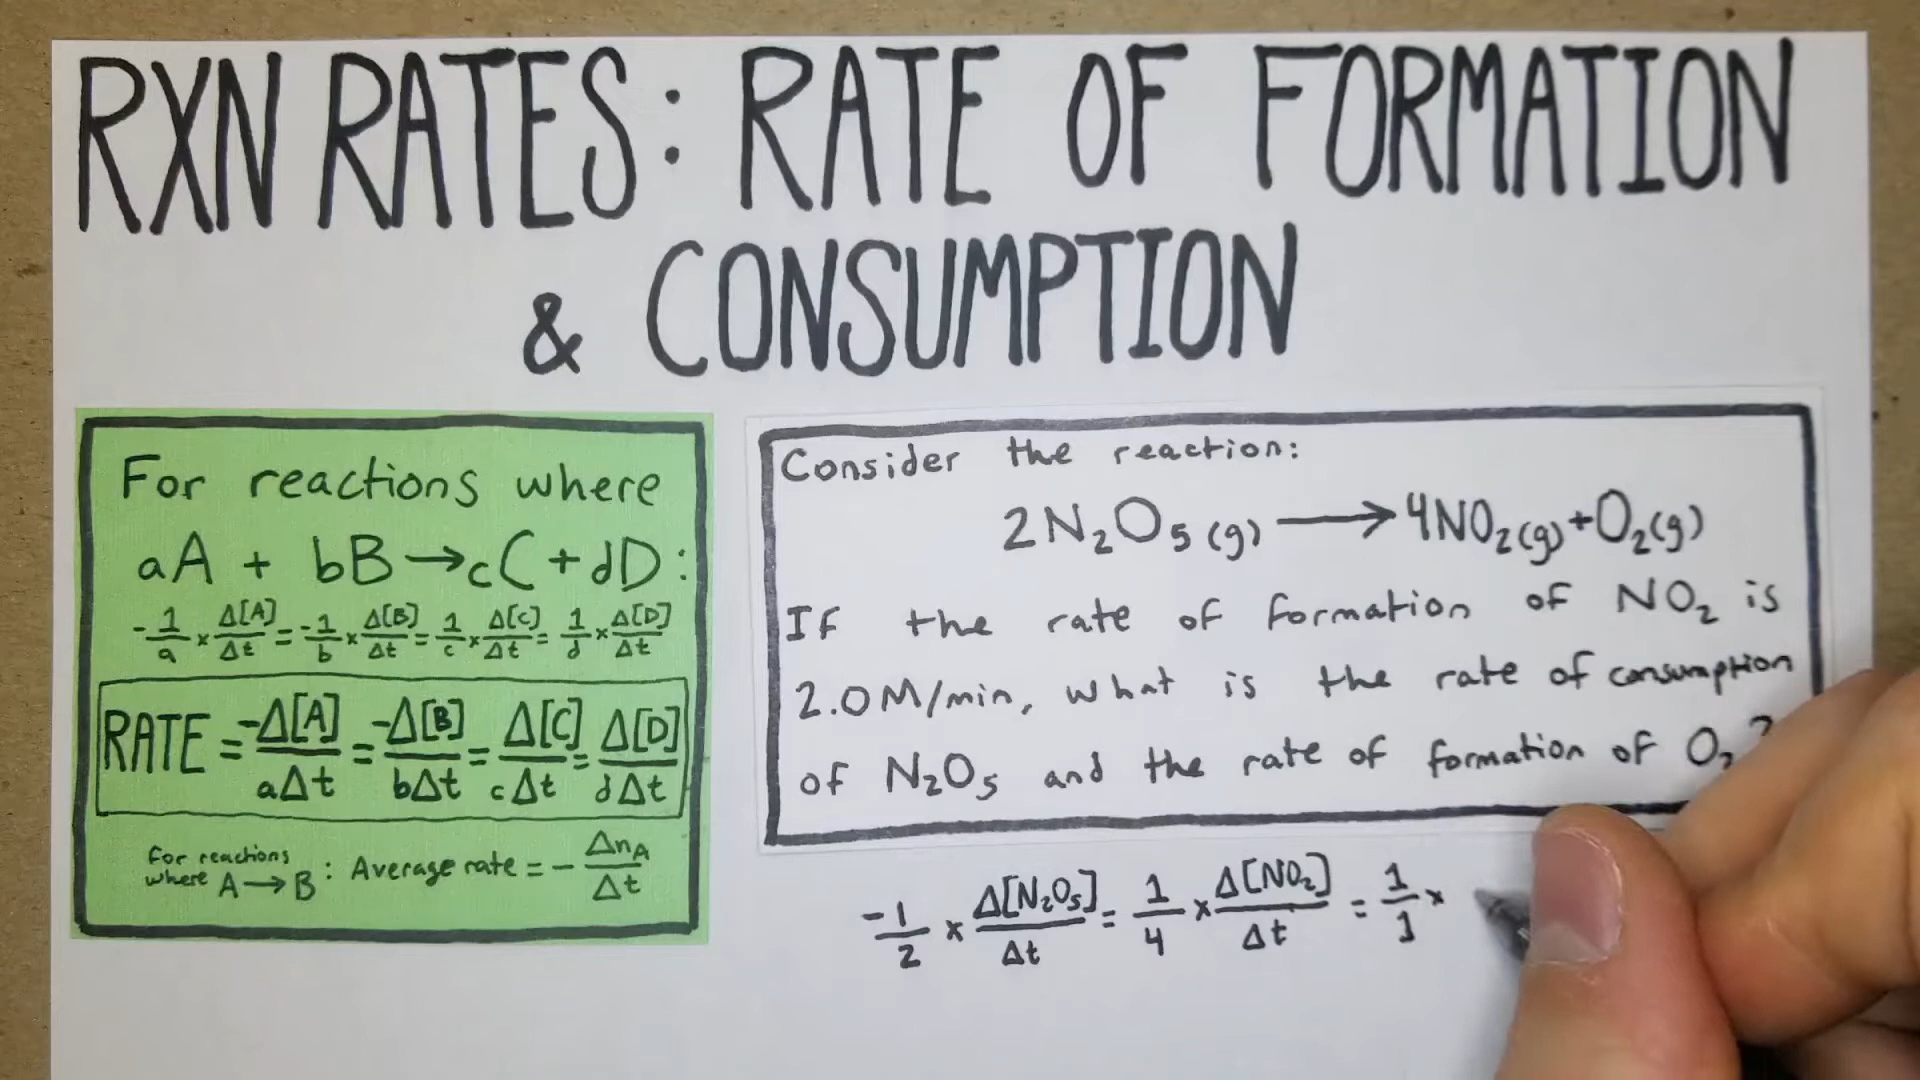 RXN RATES: RATE OF FORMATION
& CONSUMPTION
For reactions where
aA + bB → cC + dD:
-1/a × Δ[A]/Δt = -1/b × Δ[B]/Δt = 1/c × Δ[C]/Δt = 1/d × Δ[D]/Δt
RATE = -Δ[A]/aΔt = -Δ[B]/bΔt = Δ[C]/cΔt = Δ[D]/dΔt
For reactions
where A → B : Average rate = - Δn_A/Δt
Consider the reaction:
2N₂O₅(g) → 4NO₂(g) + O₂(g)
If the rate of formation of NO₂ is
2.0M/min, what is the rate of consumption
of N₂O₅ and the rate of formation of O₂?
-1/2 × Δ[N₂O₅]/Δt = 1/4 × Δ[NO₂]/Δt = 1/1 ×